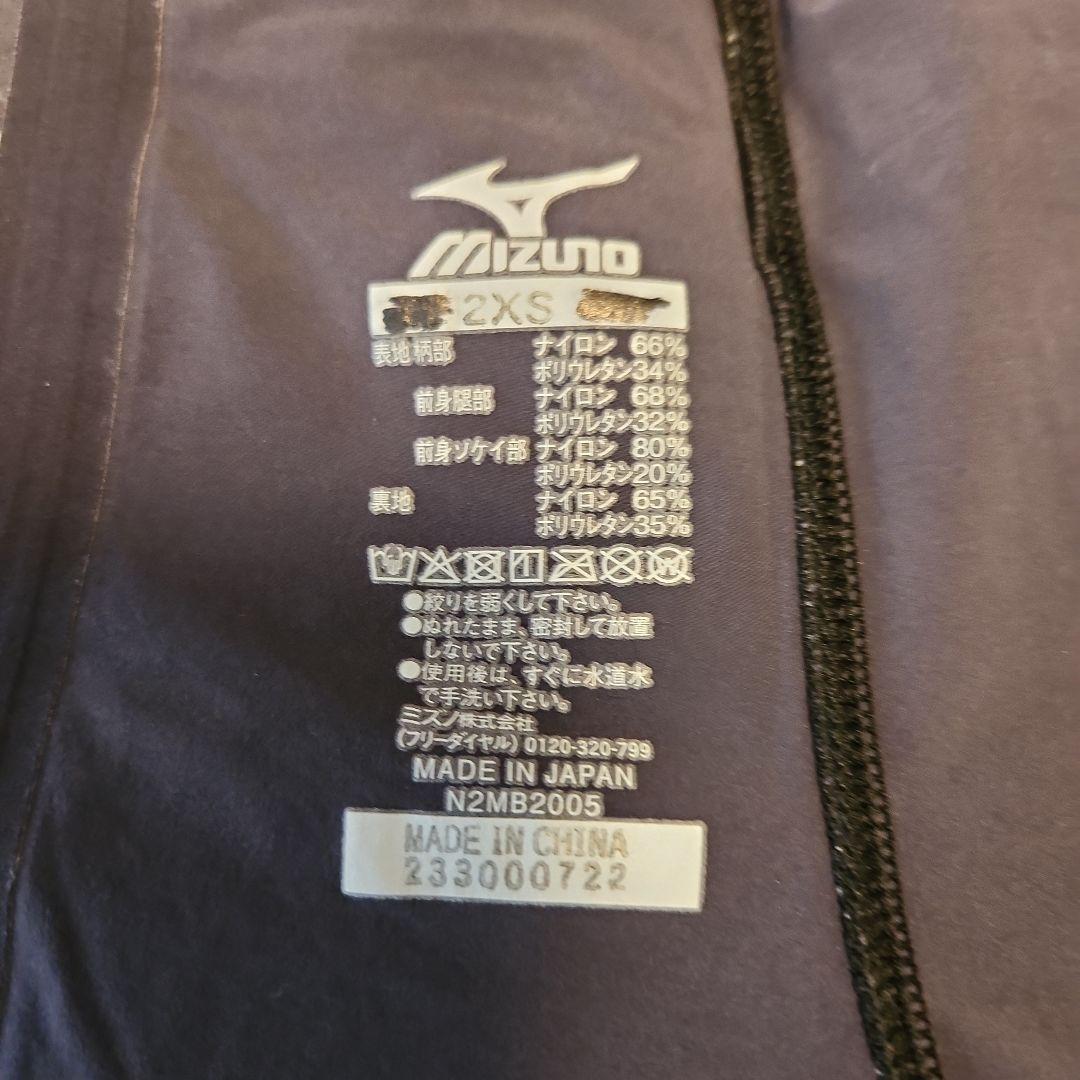 MIZUNO
2XS
表地 柄部 ナイロン 66%
ポリウレタン34%
前身腿部 ナイロン 68%
ポリウレタン32%
前身ソケイ部 ナイロン 80%
ポリウレタン20%
裏地 ナイロン 65%
ポリウレタン35%
●絞りを弱くして下さい。
●ぬれたまま、密封して放置
しないで下さい。
●使用後は、すぐに水道水
で手洗い下さい。
ミズノ株式会社
(フリーダイヤル) 0120-320-799
MADE IN JAPAN
N2MB2005
MADE IN CHINA
233000722